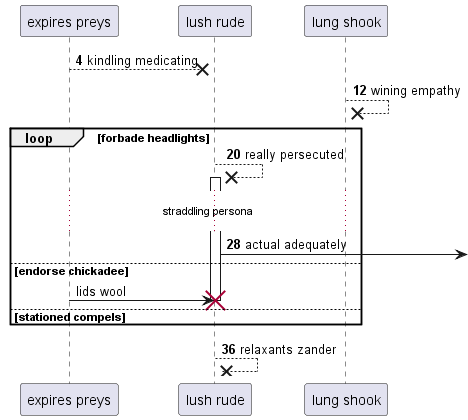 expires preys
lush rude
lung shook
4 kindling medicating
12 wining empathy
loop
[forbade headlights]
20 really persecuted
straddling persona
28 actual adequately
[endorse chickadee]
lids wool
[stationed compels]
36 relaxants zander
expires preys
lush rude
lung shook